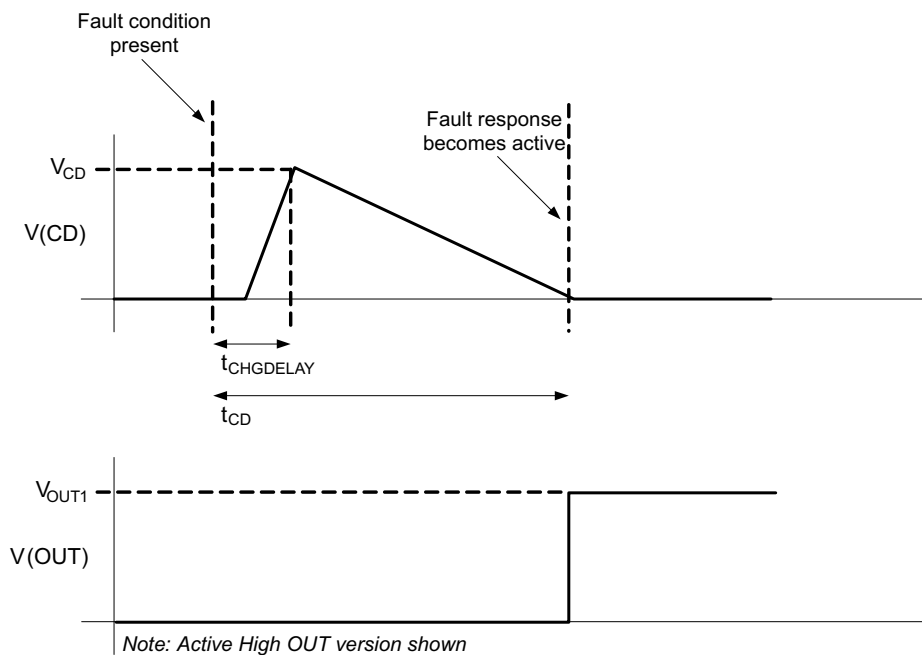 Fault condition
present
Fault response
becomes active
VCD
V(CD)
tCHGDELAY
tCD
VOUT1
V(OUT)
Note: Active High OUT version shown